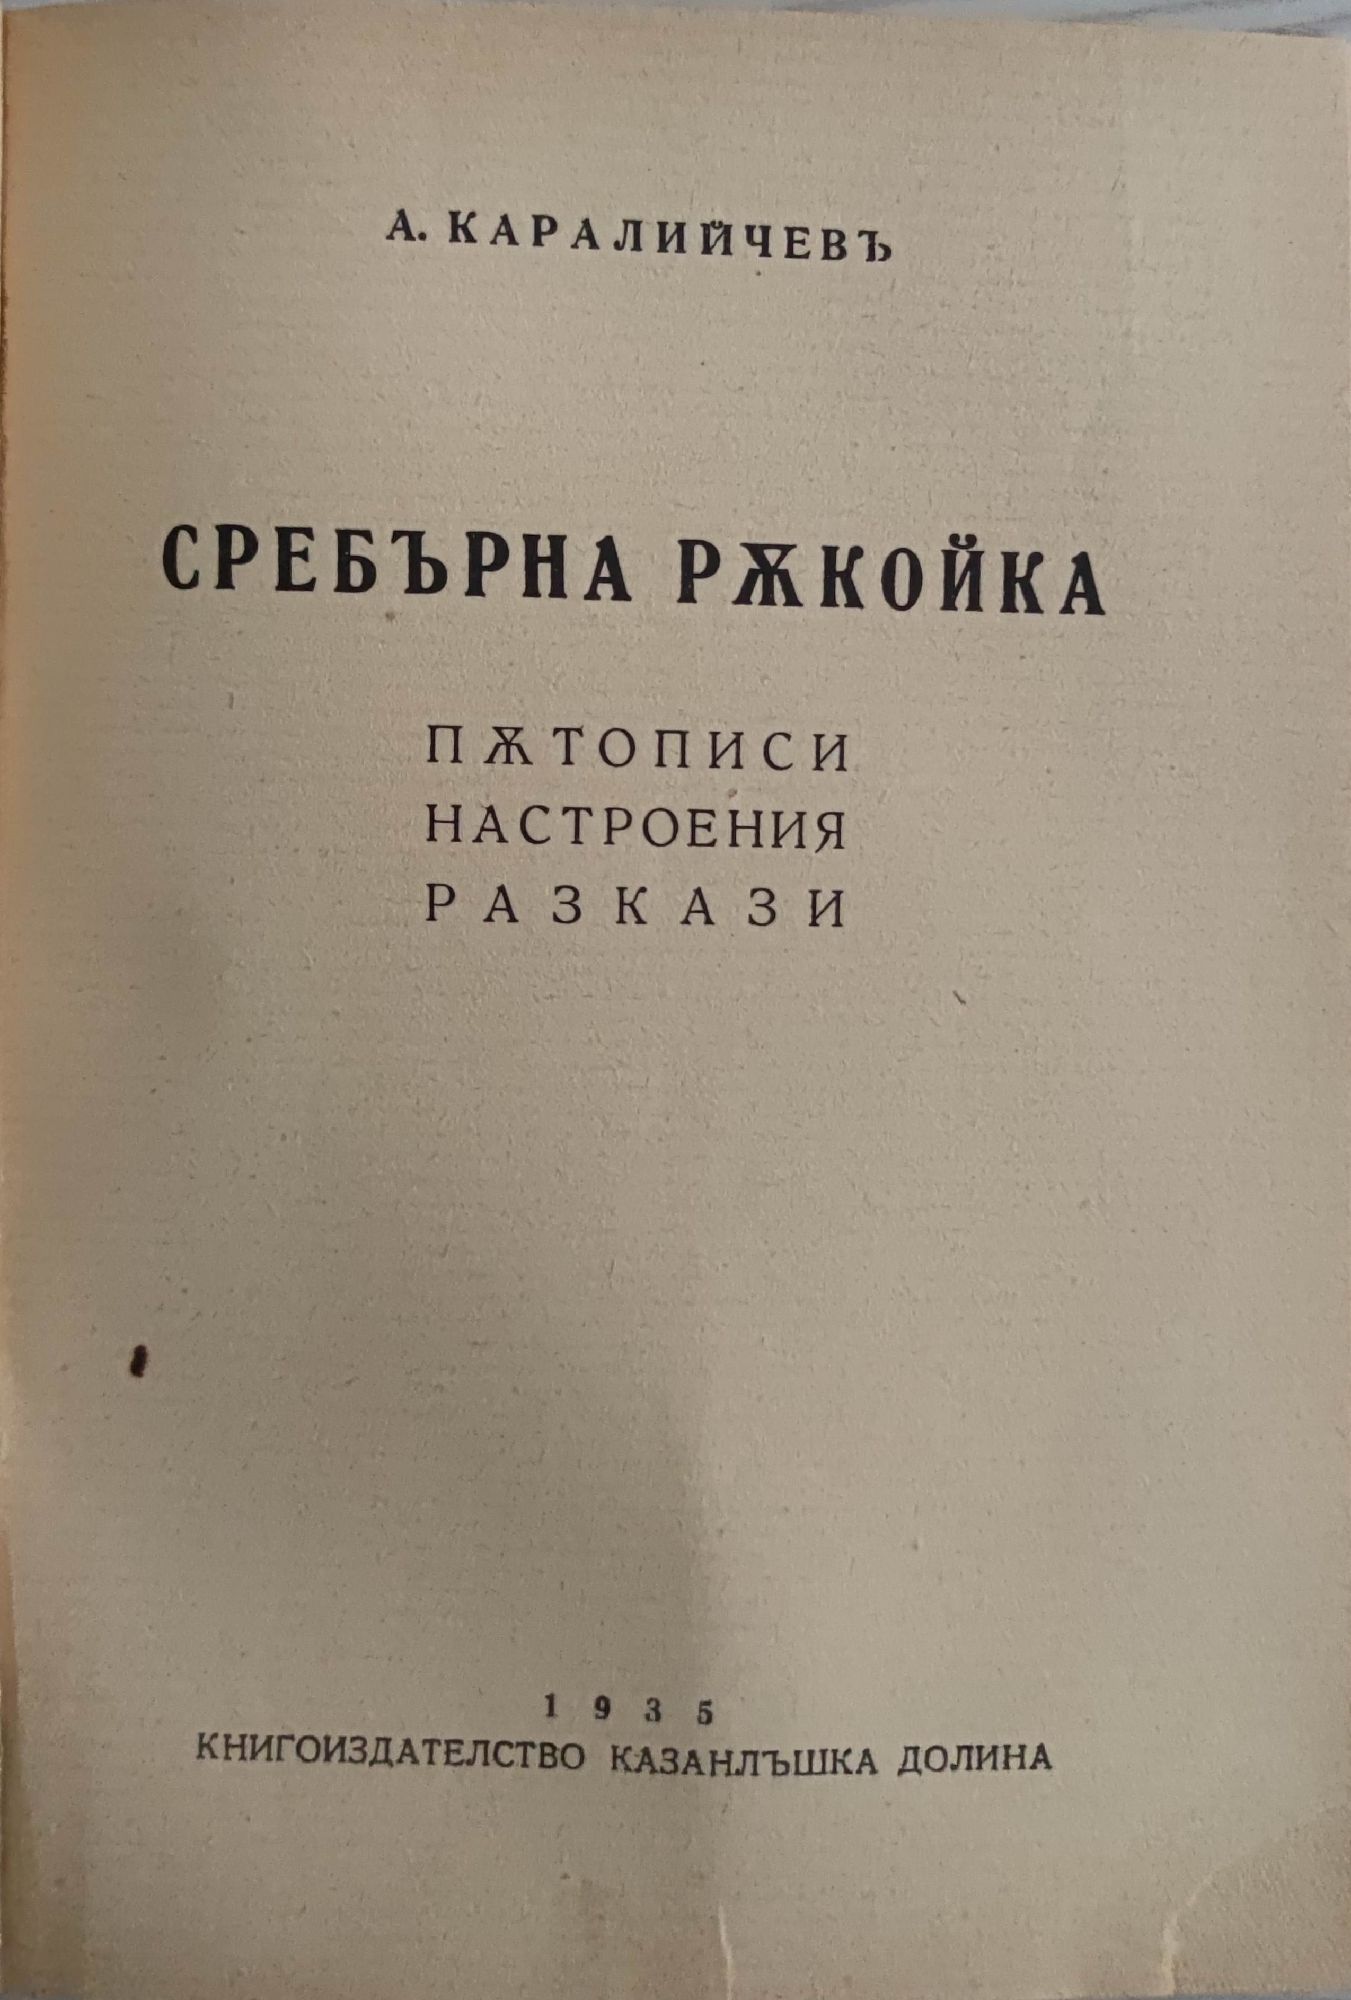 А. КАРАЛИЙЧЕВЪ
СРЕБЪРНА РѪКОЙКА
ПѪТОПИСИ
НАСТРОЕНИЯ
РАЗКАЗИ
1935
КНИГОИЗДАТЕЛСТВО КАЗАНЛЪШКА ДОЛИНА